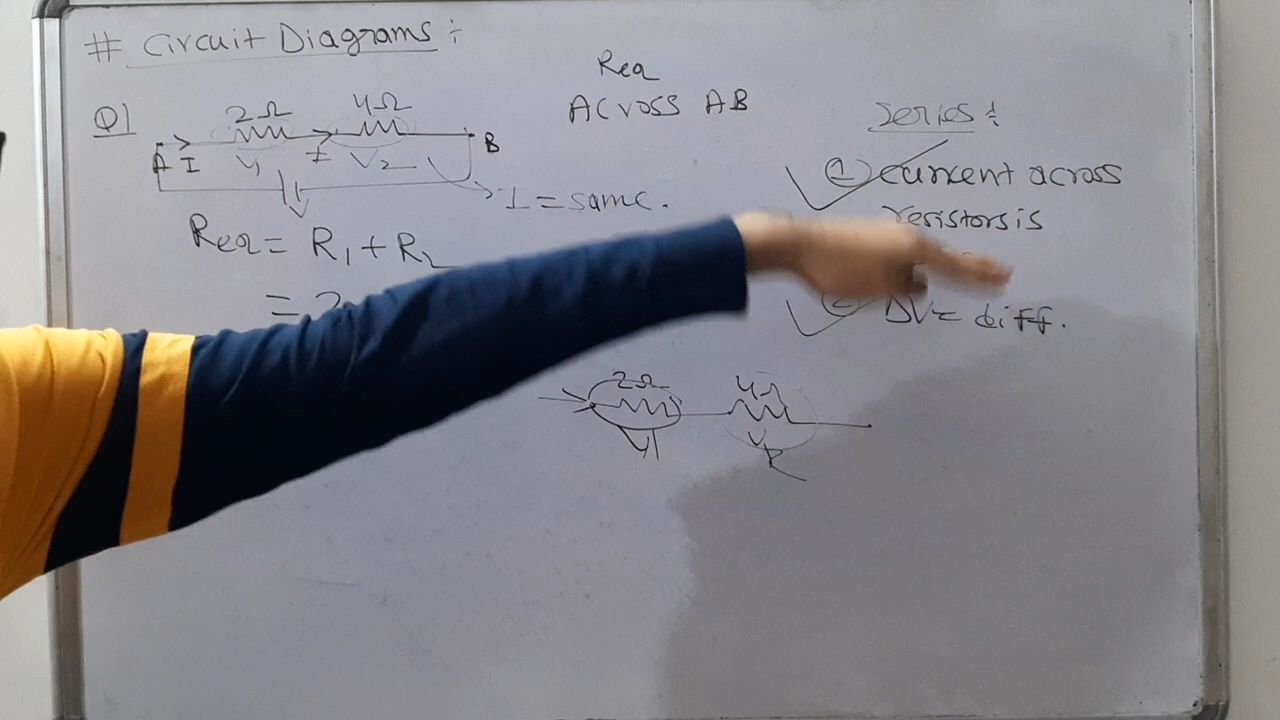 # Circuit Diagrams :
Req
Across AB
Q1
2Ω 4Ω
A I I B
V1 V2
I = same.
Req = R1 + R2
= 2
Series :
① current across
resistors is
② ΔV = diff.
2Ω 4Ω
V1